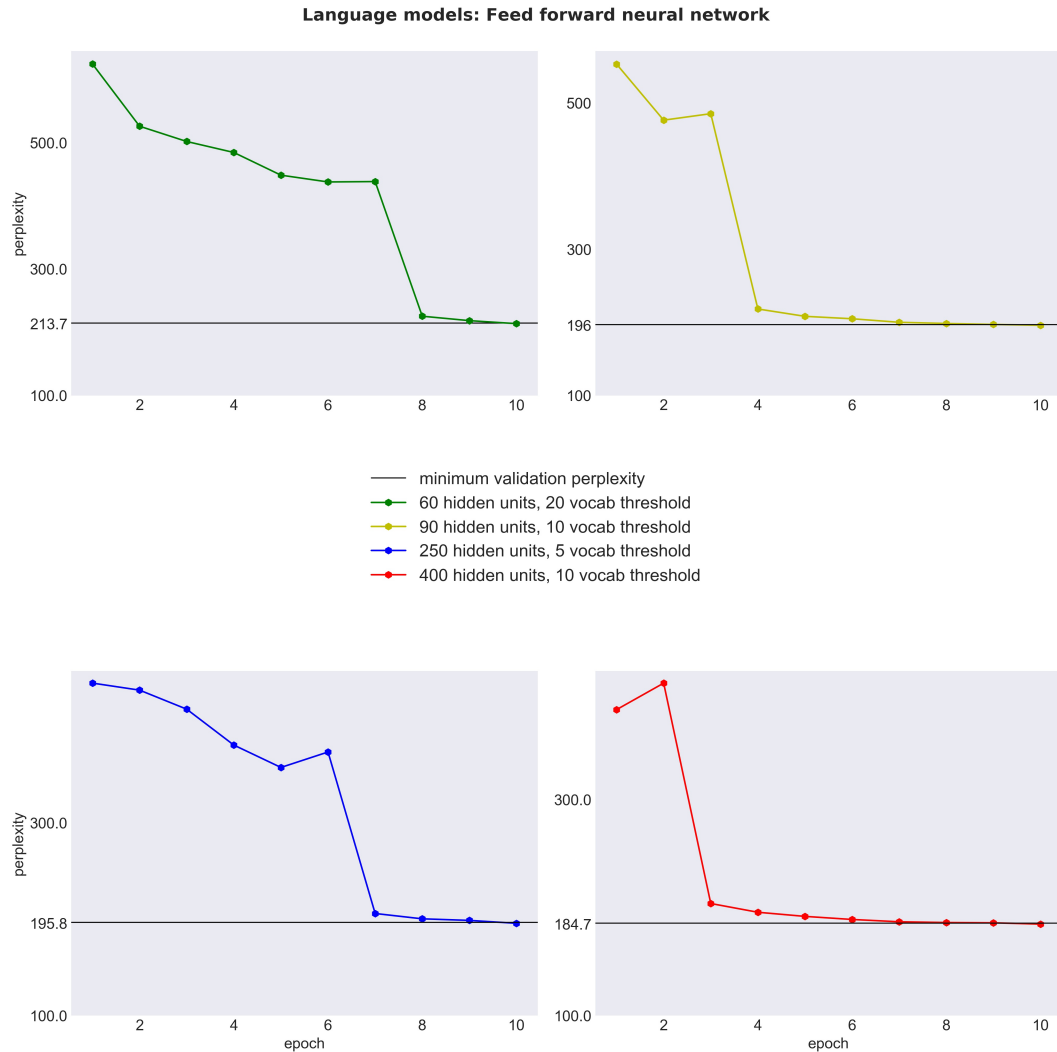 Language models: Feed forward neural network
perplexity
500.0
300.0
213.7
100.0
2 4 6 8 10
500
300
196
100
2 4 6 8 10
minimum validation perplexity
60 hidden units, 20 vocab threshold
90 hidden units, 10 vocab threshold
250 hidden units, 5 vocab threshold
400 hidden units, 10 vocab threshold
perplexity
300.0
195.8
100.0
2 4 6 8 10
epoch
300.0
184.7
100.0
2 4 6 8 10
epoch